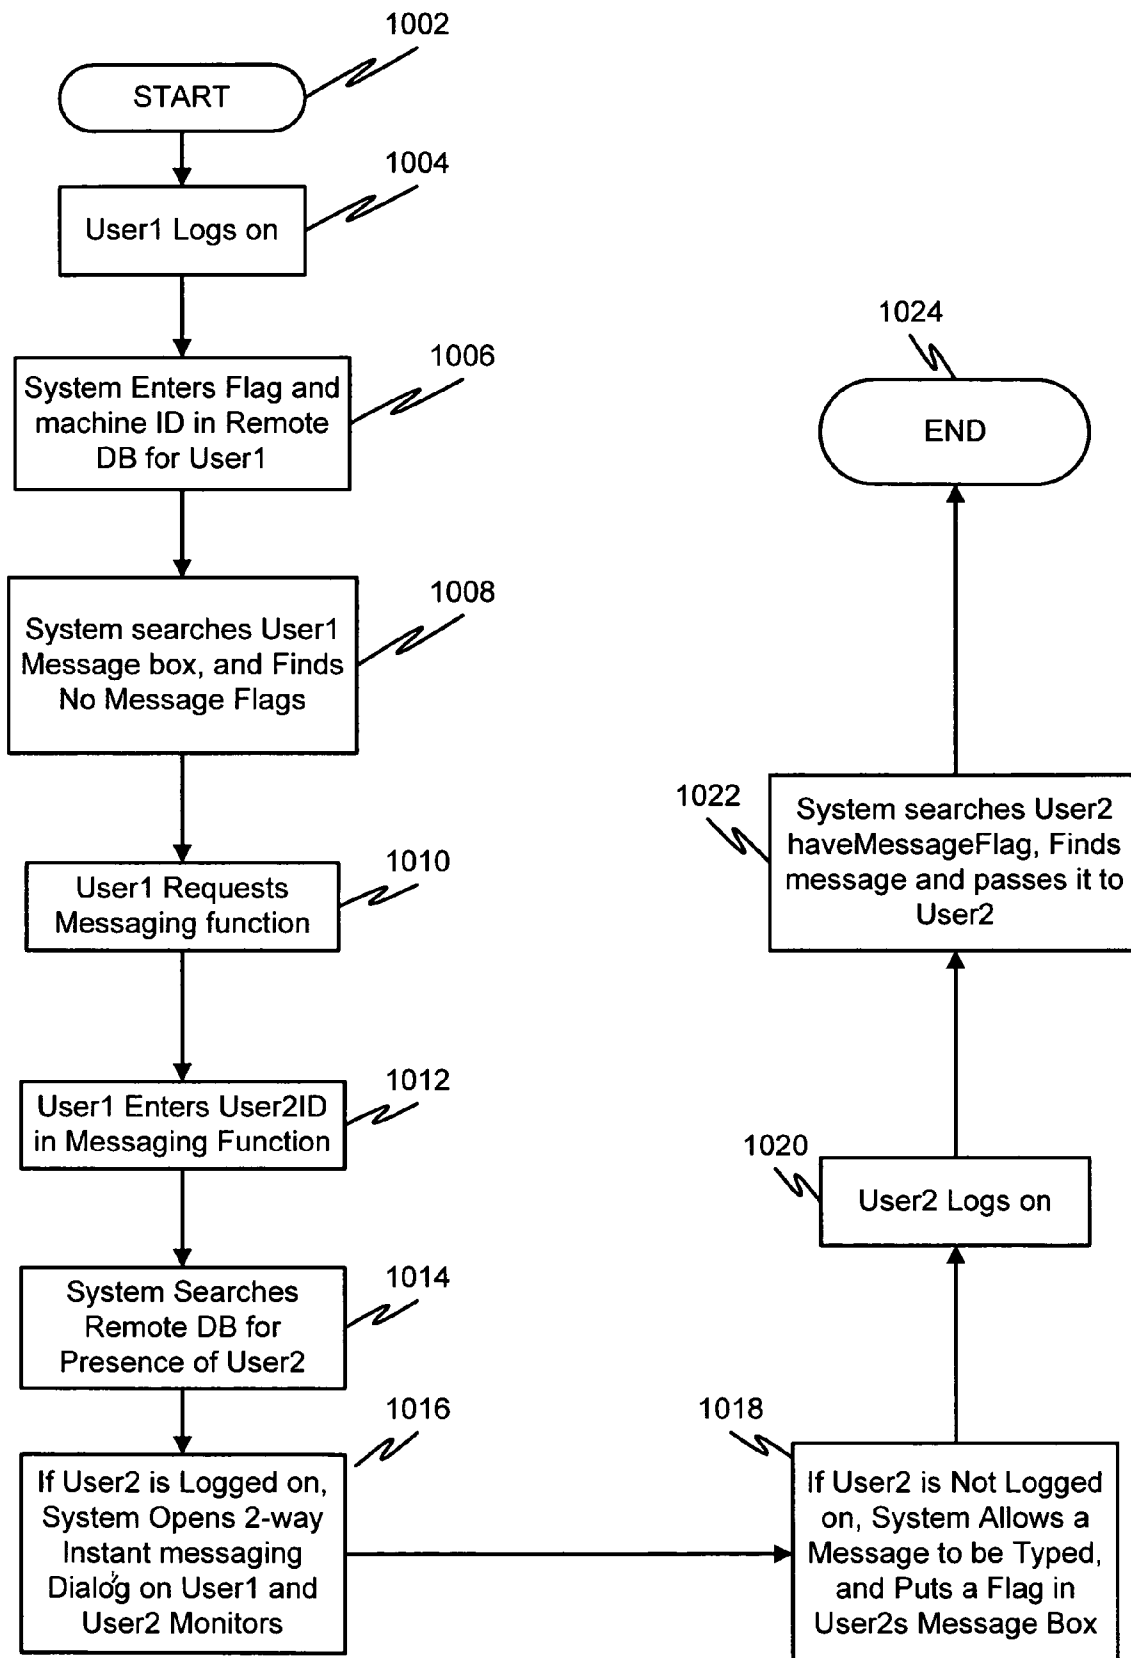 1002
START
1004
User1 Logs on
1006
System Enters Flag and
machine ID in Remote
DB for User1
1008
System searches User1
Message box, and Finds
No Message Flags
1010
User1 Requests
Messaging function
1012
User1 Enters User2ID
in Messaging Function
1014
System Searches
Remote DB for
Presence of User2
1016
If User2 is Logged on,
System Opens 2-way
Instant messaging
Dialog on User1 and
User2 Monitors
1018
If User2 is Not Logged
on, System Allows a
Message to be Typed,
and Puts a Flag in
User2s Message Box
1020
User2 Logs on
1022
System searches User2
haveMessageFlag, Finds
message and passes it to
User2
1024
END